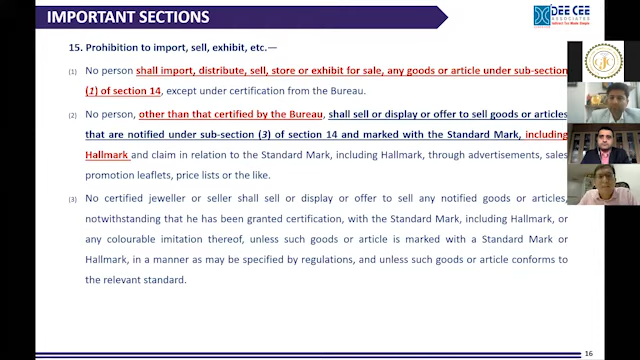 IMPORTANT SECTIONS
DEE CEE
ASSOCIATES
15. Prohibition to import, sell, exhibit, etc.—
(1) No person shall import, distribute, sell, store or exhibit for sale, any goods or article under sub-section
(1) of section 14, except under certification from the Bureau.
(2) No person, other than that certified by the Bureau, shall sell or display or offer to sell goods or articles
that are notified under sub-section (3) of section 14 and marked with the Standard Mark, including
Hallmark and claim in relation to the Standard Mark, including Hallmark, through advertisements, sales
promotion leaflets, price lists or the like.
(3) No certified jeweller or seller shall sell or display or offer to sell any notified goods or articles,
notwithstanding that he has been granted certification, with the Standard Mark, including Hallmark, or
any colourable imitation thereof, unless such goods or article is marked with a Standard Mark or
Hallmark, in a manner as may be specified by regulations, and unless such goods or article conforms to
the relevant standard.
16